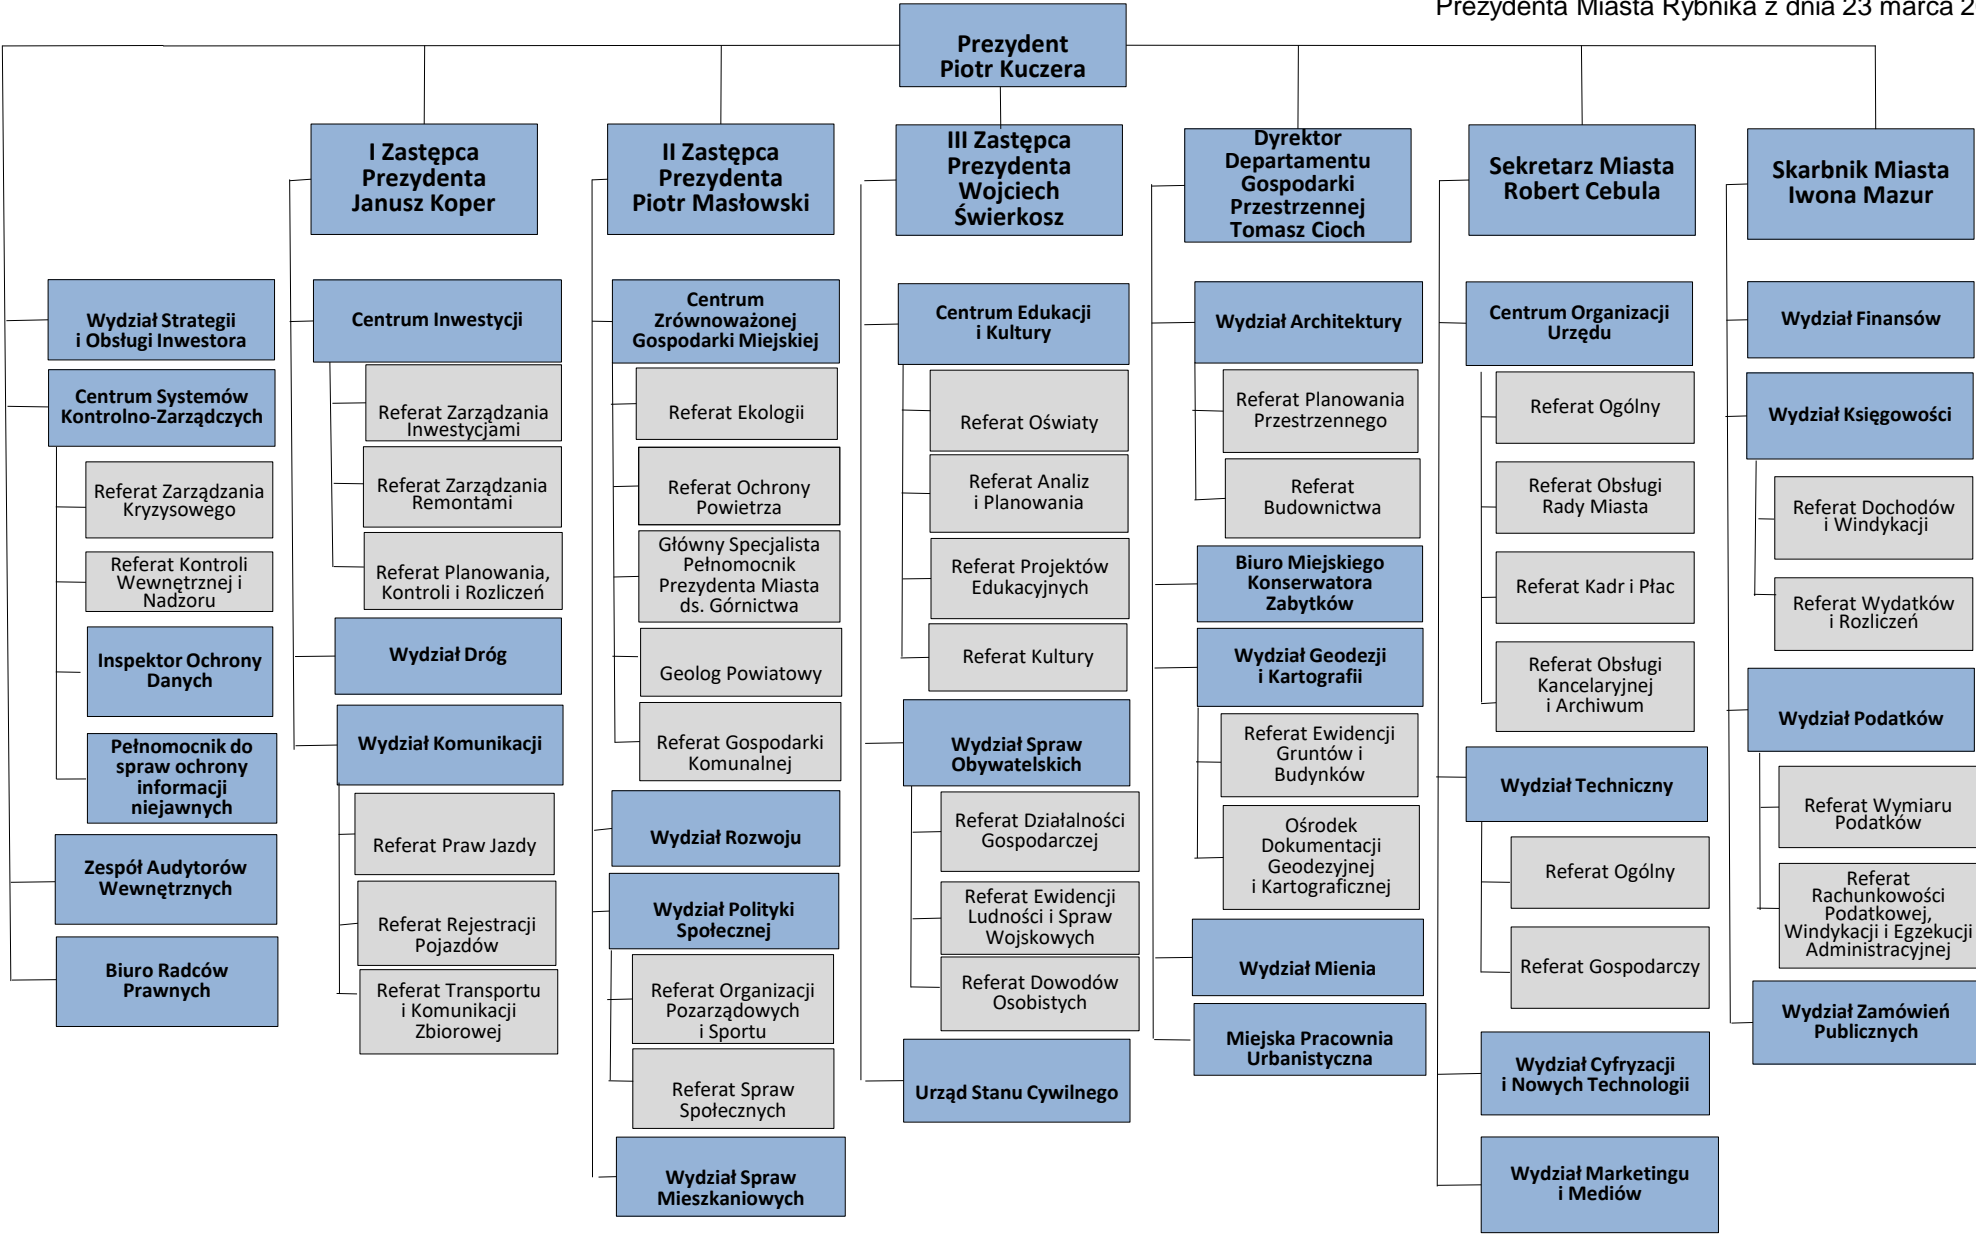 Prezydenta Miasta Rybnika z dnia 23 marca
Prezydent
Piotr Kuczera
I Zastępca
Prezydenta
Janusz Koper
II Zastępca
Prezydenta
Piotr Masłowski
III Zastępca
Prezydenta
Wojciech
Świerkosz
Dyrektor
Departamentu
Gospodarki
Przestrzennej
Tomasz Cioch
Sekretarz Miasta
Robert Cebula
Skarbnik Miasta
Iwona Mazur
Wydział Strategii
i Obsługi Inwestora
Centrum Systemów
Kontrolno-Zarządczych
Referat Zarządzania
Kryzysowego
Referat Kontroli
Wewnętrznej i
Nadzoru
Inspektor Ochrony
Danych
Pełnomocnik do
spraw ochrony
informacji
niejawnych
Zespół Audytorów
Wewnętrznych
Biuro Radców
Prawnych
Centrum Inwestycji
Referat Zarządzania
Inwestycjami
Referat Zarządzania
Remontami
Referat Planowania,
Kontroli i Rozliczeń
Wydział Dróg
Wydział Komunikacji
Referat Praw Jazdy
Referat Rejestracji
Pojazdów
Referat Transportu
i Komunikacji
Zbiorowej
Centrum
Zrównoważonej
Gospodarki Miejskiej
Referat Ekologii
Referat Ochrony
Powietrza
Główny Specjalista
Pełnomocnik
Prezydenta Miasta
ds. Górnictwa
Geolog Powiatowy
Referat Gospodarki
Komunalnej
Wydział Rozwoju
Wydział Polityki
Społecznej
Referat Organizacji
Pozarządowych
i Sportu
Referat Spraw
Społecznych
Wydział Spraw
Mieszkaniowych
Centrum Edukacji
i Kultury
Referat Oświaty
Referat Analiz
i Planowania
Referat Projektów
Edukacyjnych
Referat Kultury
Wydział Spraw
Obywatelskich
Referat Działalności
Gospodarczej
Referat Ewidencji
Ludności i Spraw
Wojskowych
Referat Dowodów
Osobistych
Urząd Stanu Cywilnego
Wydział Architektury
Referat Planowania
Przestrzennego
Referat
Budownictwa
Biuro Miejskiego
Konserwatora
Zabytków
Wydział Geodezji
i Kartografii
Referat Ewidencji
Gruntów i
Budynków
Ośrodek
Dokumentacji
Geodezyjnej
i Kartograficznej
Wydział Mienia
Miejska Pracownia
Urbanistyczna
Centrum Organizacji
Urzędu
Referat Ogólny
Referat Obsługi
Rady Miasta
Referat Kadr i Płac
Referat Obsługi
Kancelaryjnej
i Archiwum
Wydział Techniczny
Referat Ogólny
Referat Gospodarczy
Wydział Cyfryzacji
i Nowych Technologii
Wydział Marketingu
i Mediów
Wydział Finansów
Wydział Księgowości
Referat Dochodów
i Windykacji
Referat Wydatków
i Rozliczeń
Wydział Podatków
Referat Wymiaru
Podatków
Referat
Rachunkowości
Podatkowej,
Windykacji i Egzekucji
Administracyjnej
Wydział Zamówień
Publicznych